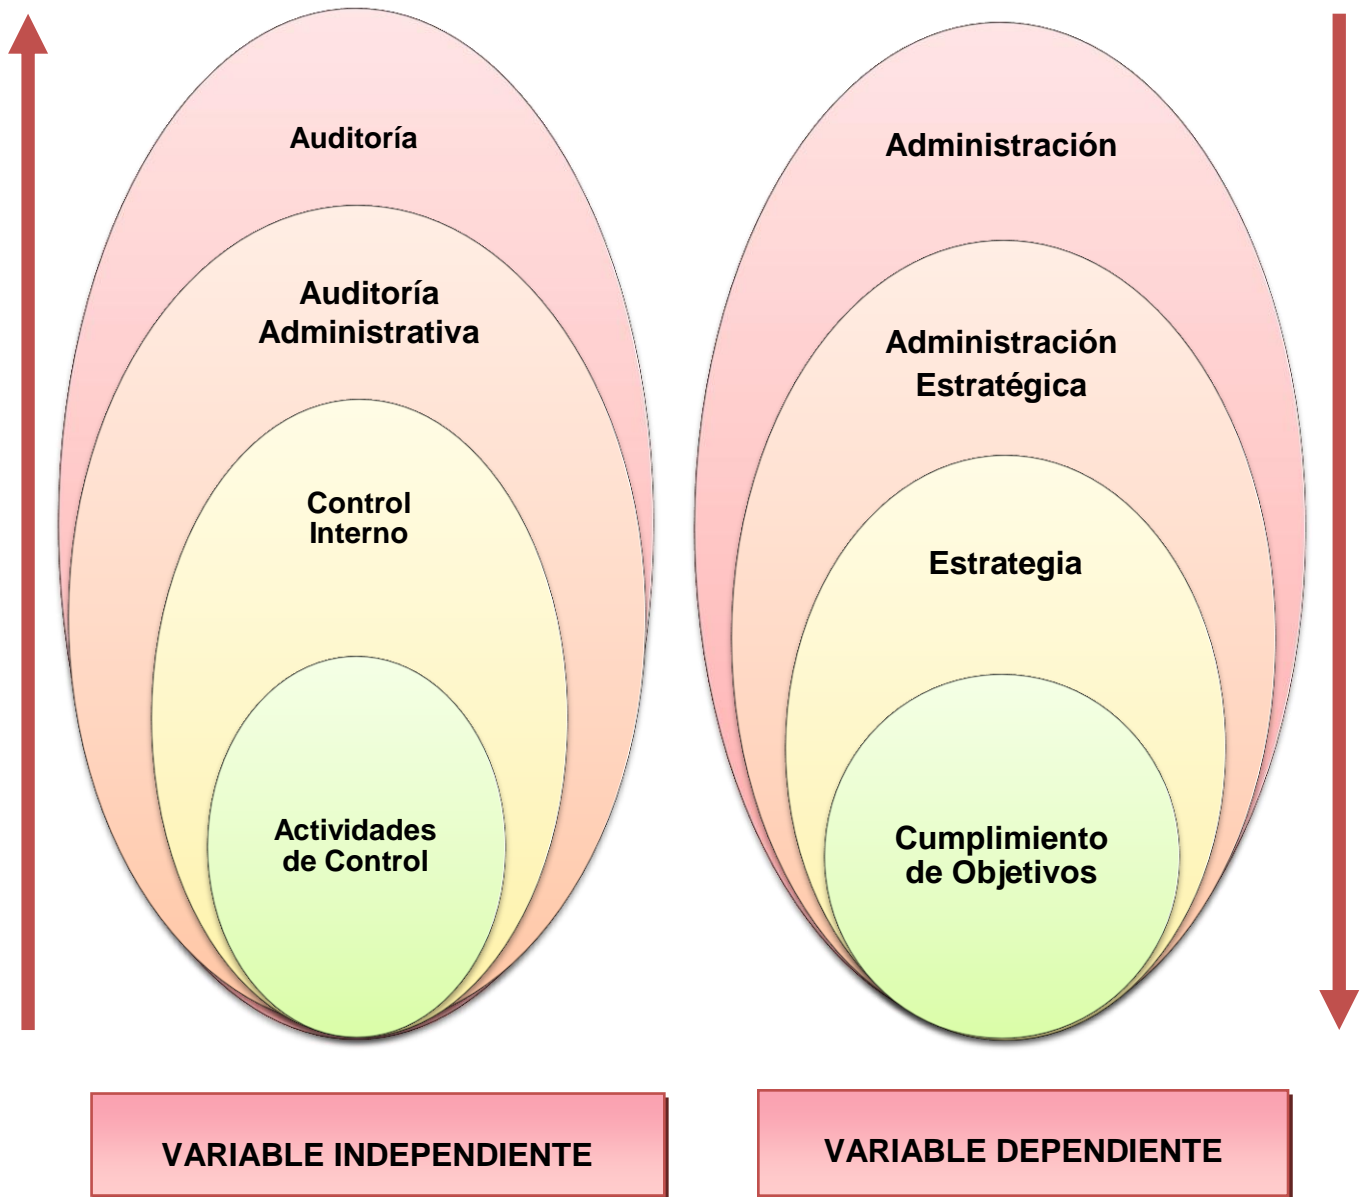 Auditoría
Auditoría
Administrativa
Control
Interno
Actividades
de Control
VARIABLE INDEPENDIENTE
Administración
Administración
Estratégica
Estrategia
Cumplimiento
de Objetivos
VARIABLE DEPENDIENTE